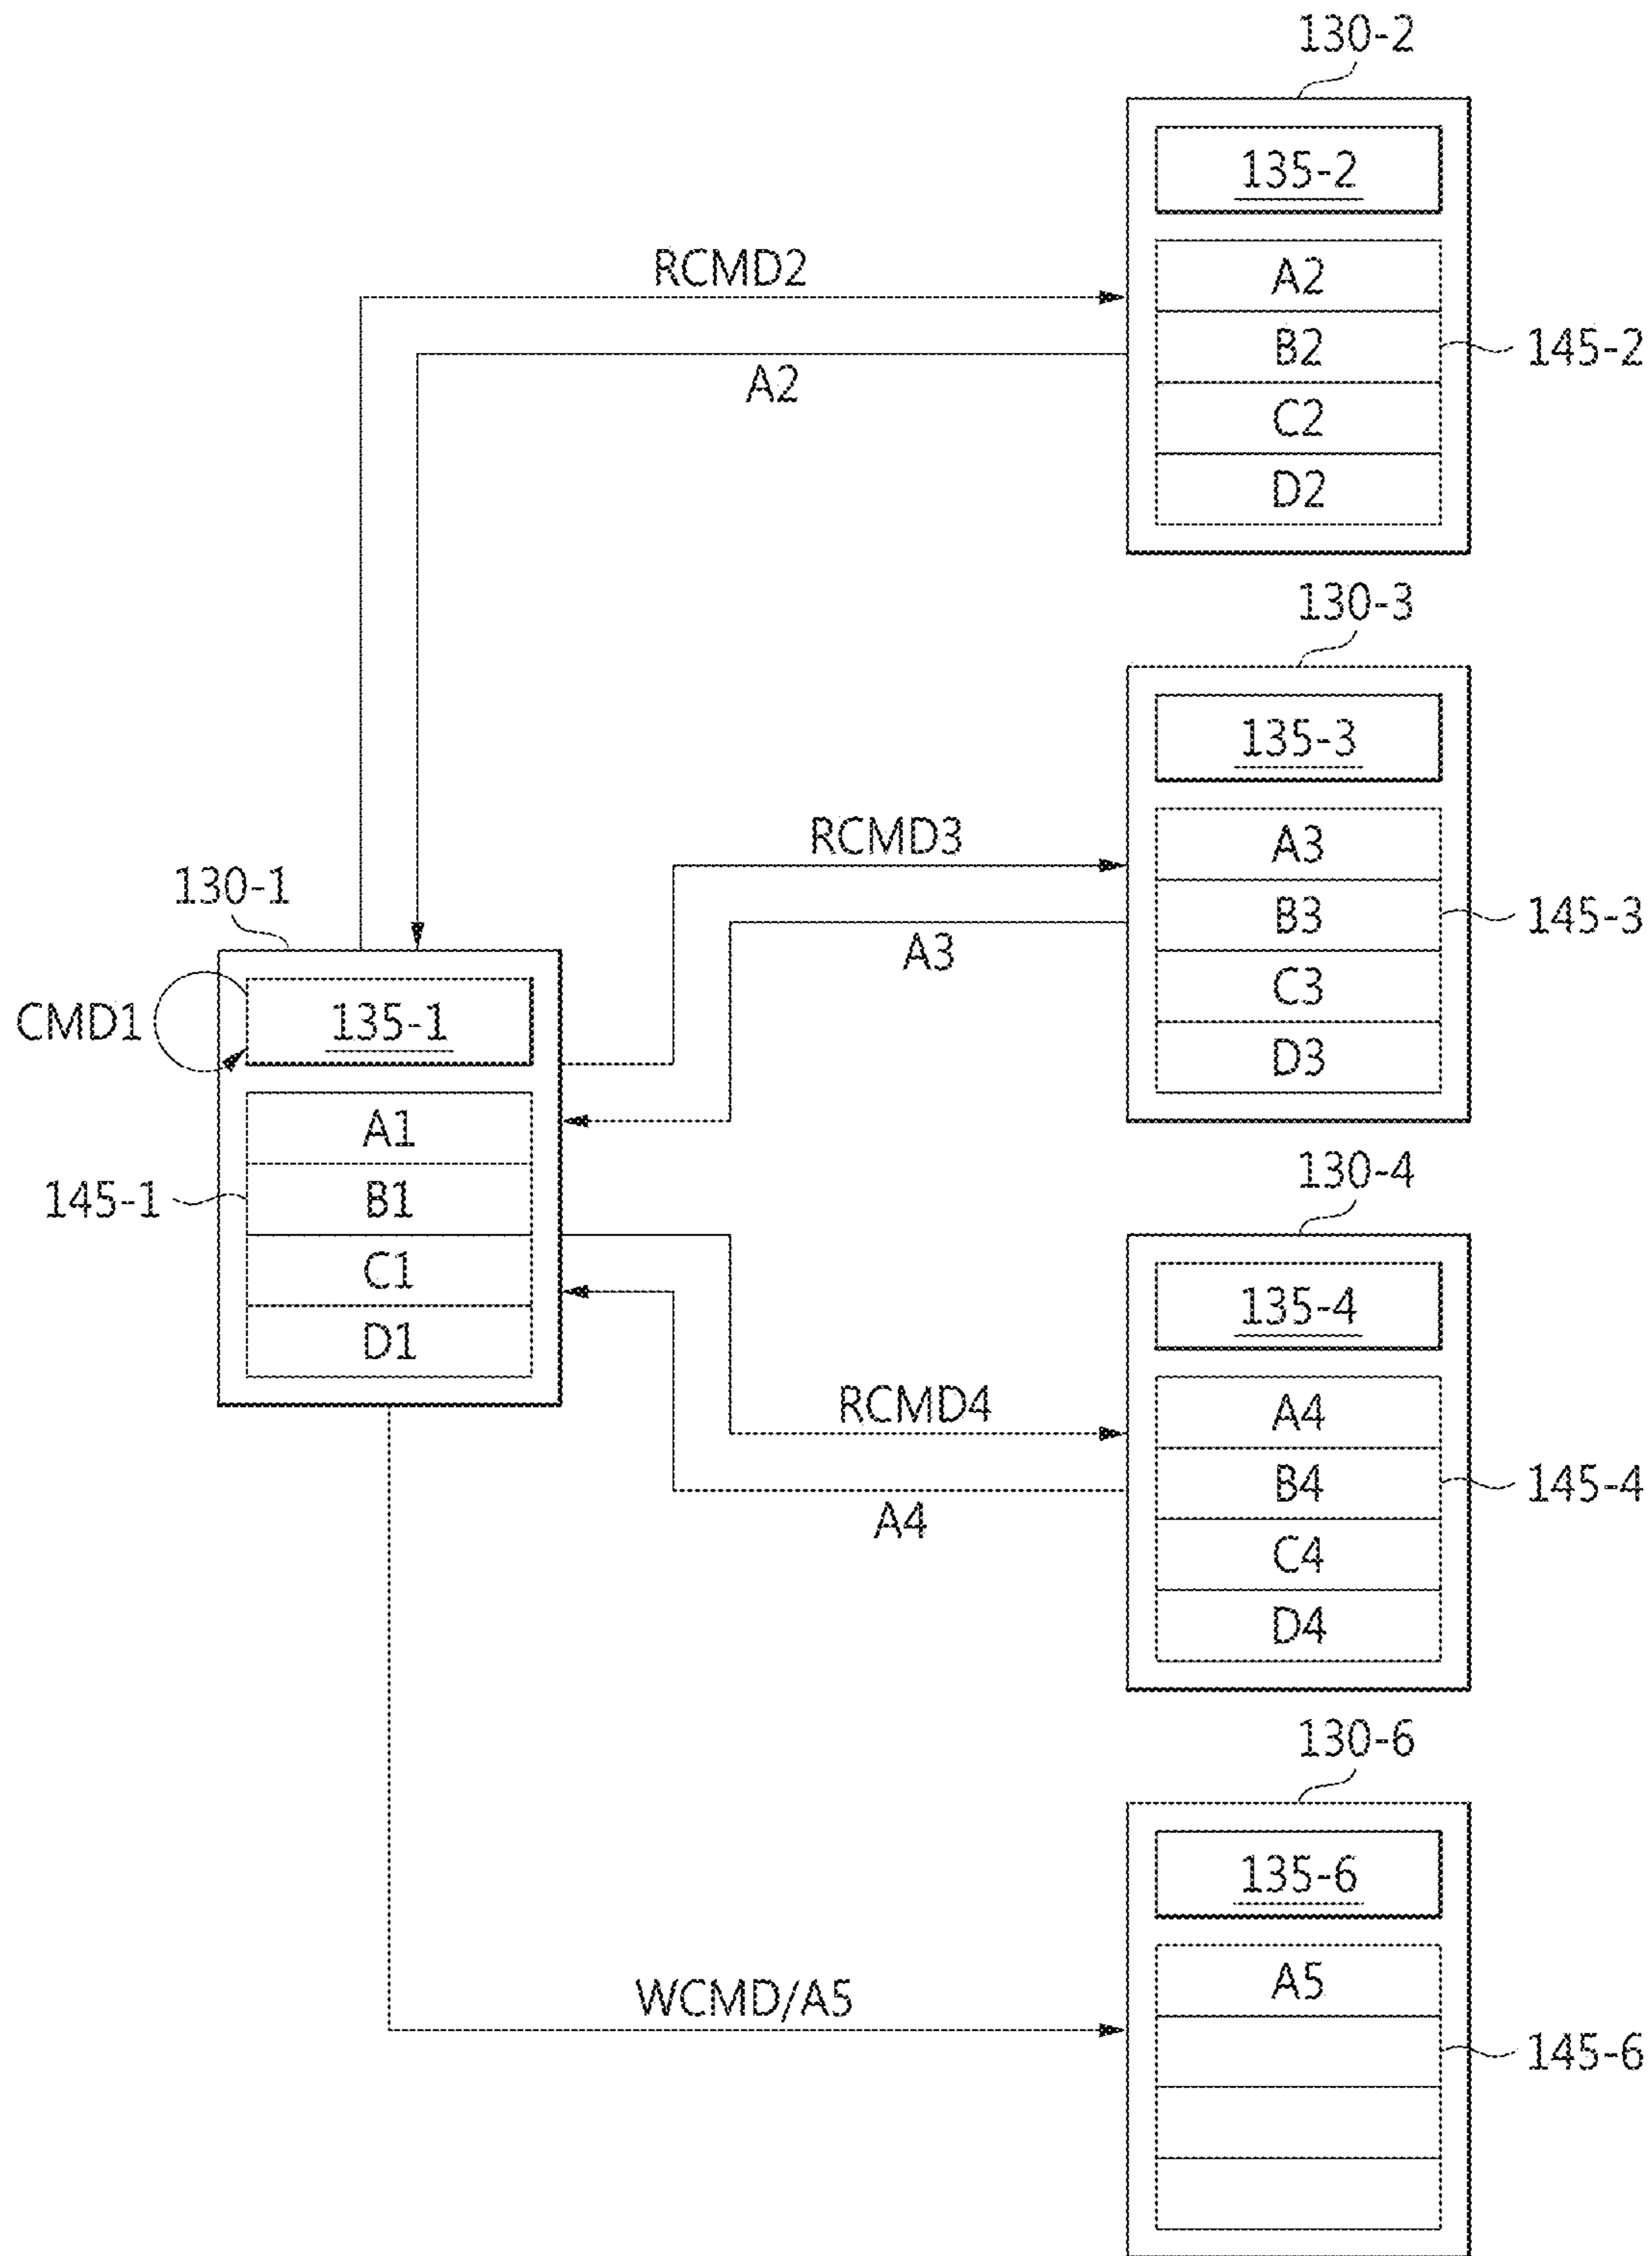 130-2
135-2
RCMD2
A2
A2
B2
145-2
C2
D2
130-3
135-3
RCMD3
A3
A3
B3
145-3
C3
D3
130-1
CMD1
135-1
A1
145-1
B1
C1
D1
130-4
135-4
RCMD4
A4
A4
B4
145-4
C4
D4
130-6
135-6
WCMD/A5
A5
145-6